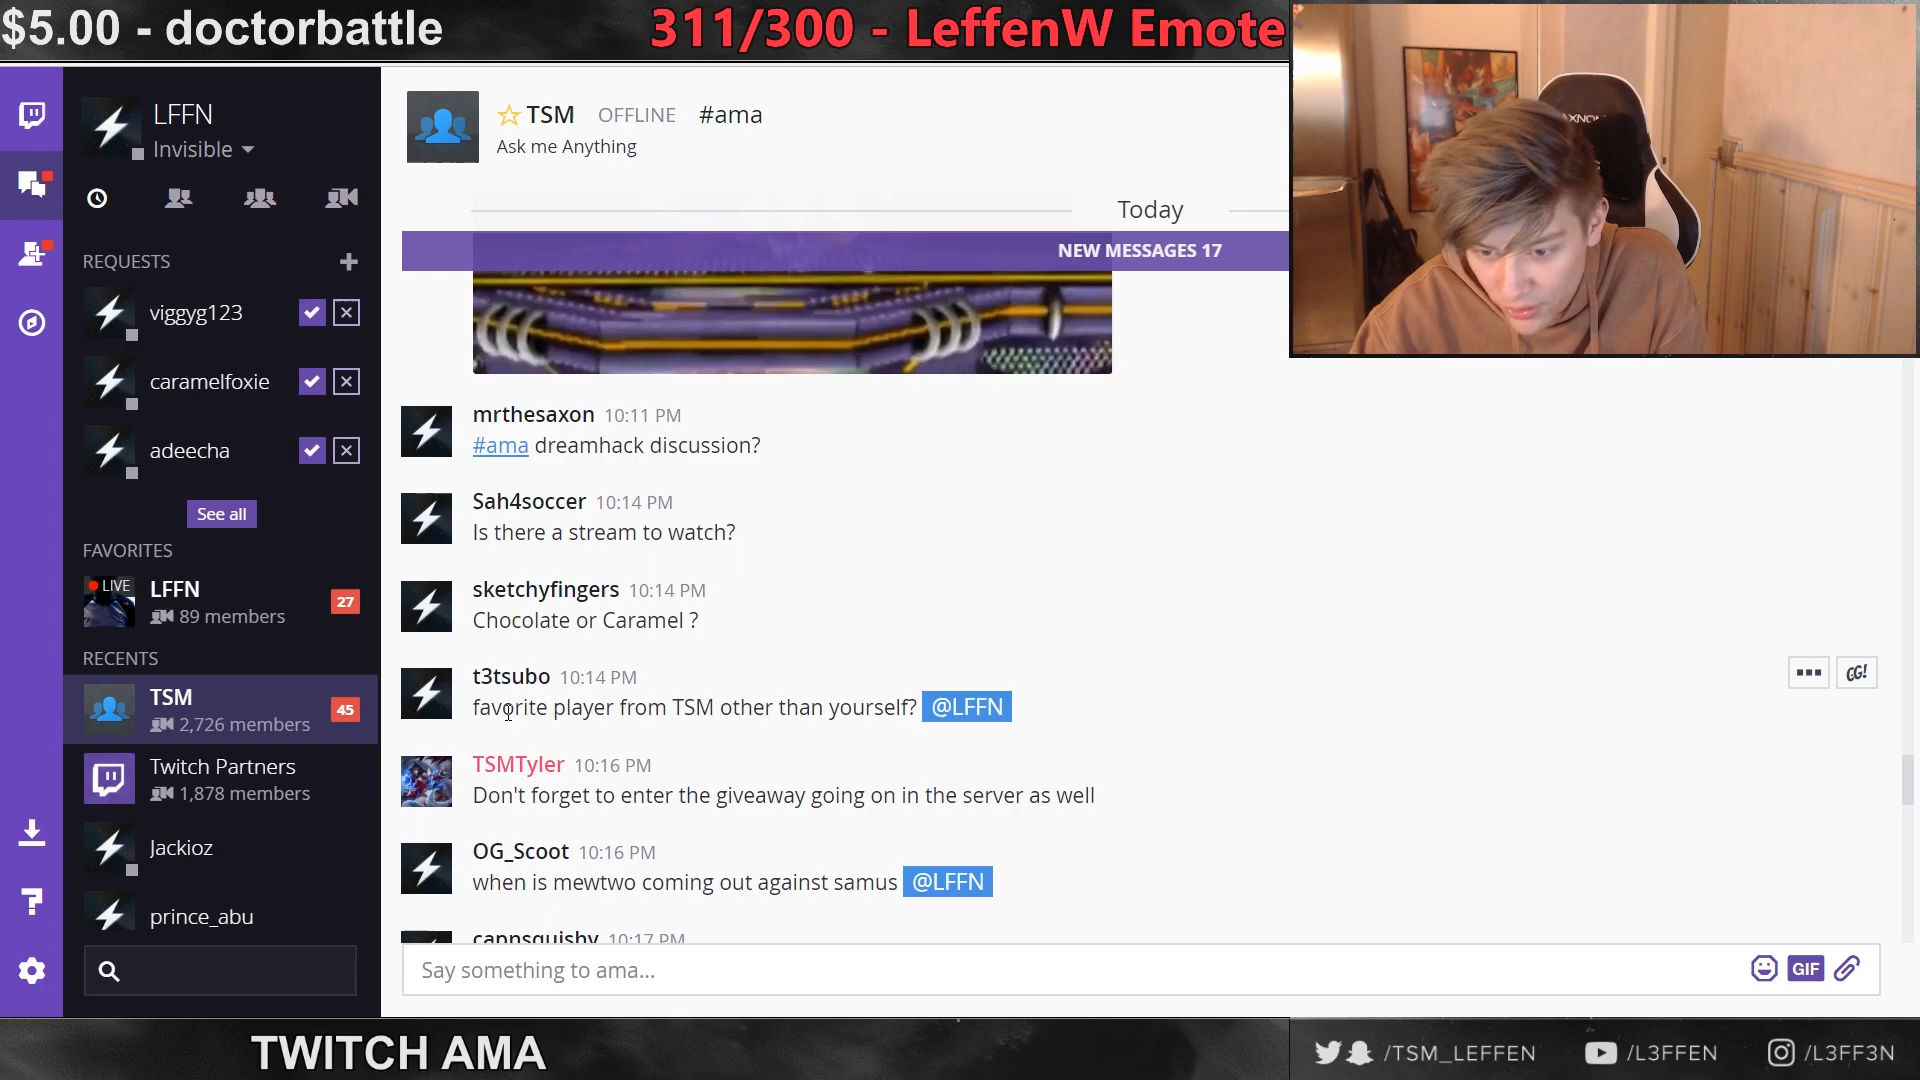 $5.00 - doctorbattle
311/300 - LeffenW Emote
LFFN
Invisible
REQUESTS
viggyg123
caramelfoxie
adeecha
See all
FAVORITES
LIVE
LFFN
89 members
27
RECENTS
TSM
2,726 members
45
Twitch Partners
1,878 members
Jackioz
prince_abu
TSM OFFLINE #ama
Ask me Anything
Today
NEW MESSAGES 17
mrthesaxon 10:11 PM
#ama dreamhack discussion?
Sah4soccer 10:14 PM
Is there a stream to watch?
sketchyfingers 10:14 PM
Chocolate or Caramel ?
t3tsubo 10:14 PM
favorite player from TSM other than yourself? @LFFN
GG!
TSMTyler 10:16 PM
Don't forget to enter the giveaway going on in the server as well
OG_Scoot 10:16 PM
when is mewtwo coming out against samus @LFFN
capnsquishy 10:17 PM
Say something to ama...
GIF
TWITCH AMA
/TSM_LEFFEN
/L3FFEN
/L3FF3N